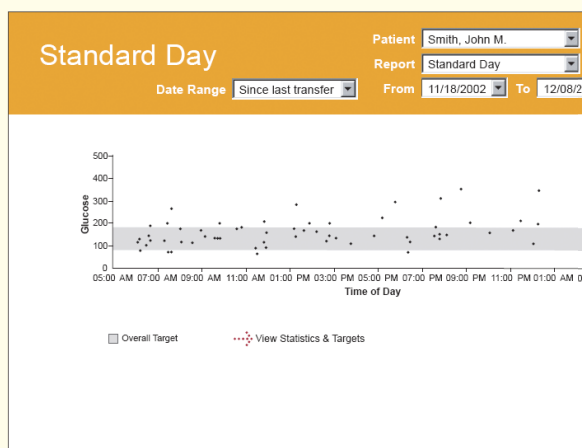 Standard Day
Patient Smith, John M.
Report Standard Day
Date Range Since last transfer From 11/18/2002 To 12/08/2
500
400
300
200
100
0
Glucose
05:00 AM 07:00 AM 09:00 AM 11:00 AM 01:00 PM 03:00 PM 05:00 PM 07:00 PM 09:00 PM 11:00 PM 01:00 AM 0
Time of Day
Overall Target View Statistics & Targets